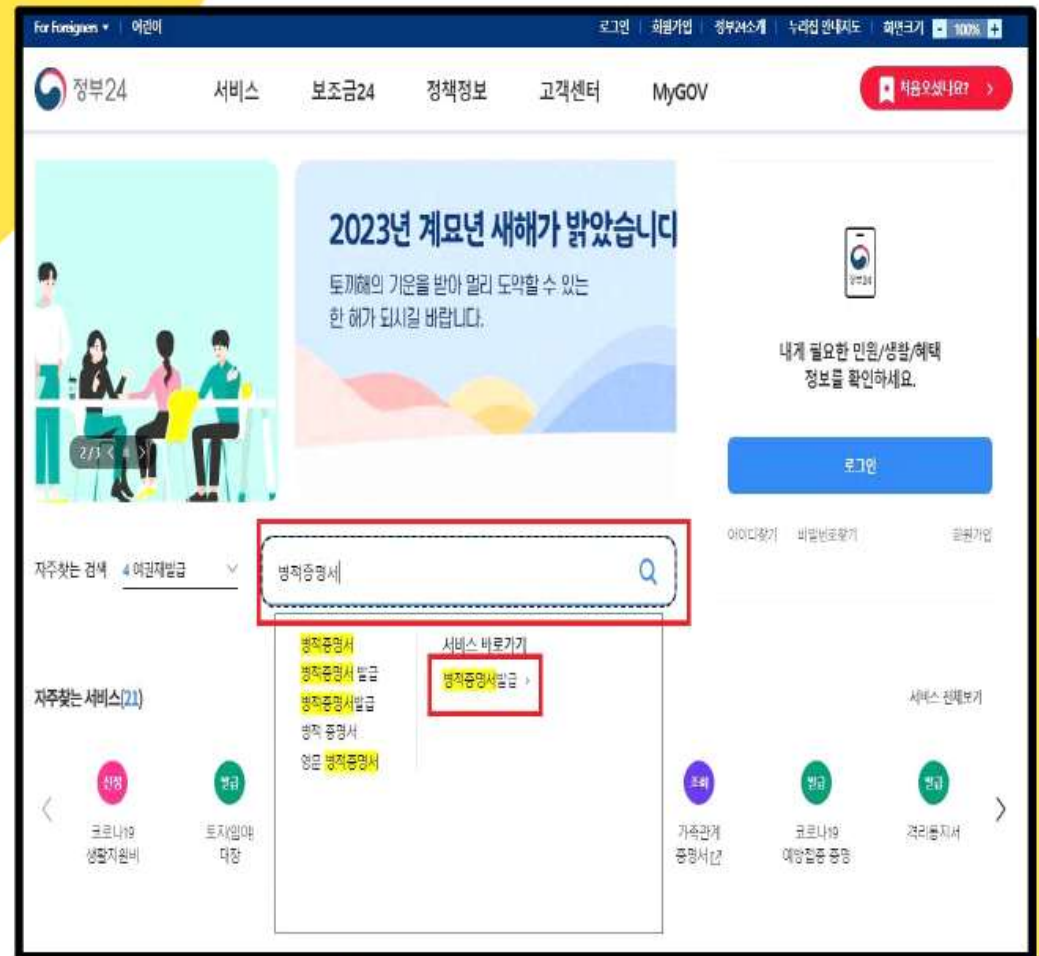 For Foreigners 어린이 로그인 회원가입 정부24소개 누리집 안내지도 화면크기 - 100% +
정부24 서비스 보조금24 정책정보 고객센터 MyGOV 처음오셨나요? >
2023년 계묘년 새해가 밝았습니다
토끼해의 기운을 받아 멀리 도약할 수 있는
한 해가 되시길 바랍니다.
정부24
내게 필요한 민원/생활/혜택
정보를 확인하세요.
2/3 < >
로그인
아이디찾기 비밀번호찾기 회원가입
자주찾는 검색 4 여권재발급
병적증명서
병적증명서
병적증명서 발급
병적증명서발급
병적 증명서
영문 병적증명서
서비스 바로가기
병적증명서발급 >
자주찾는 서비스(21) 서비스 전체보기
신청 발급 조회 발급 발급
코로나19
생활지원비
토지(임야)
대장
가족관계
증명서
코로나19
예방접종 증명
격리통지서